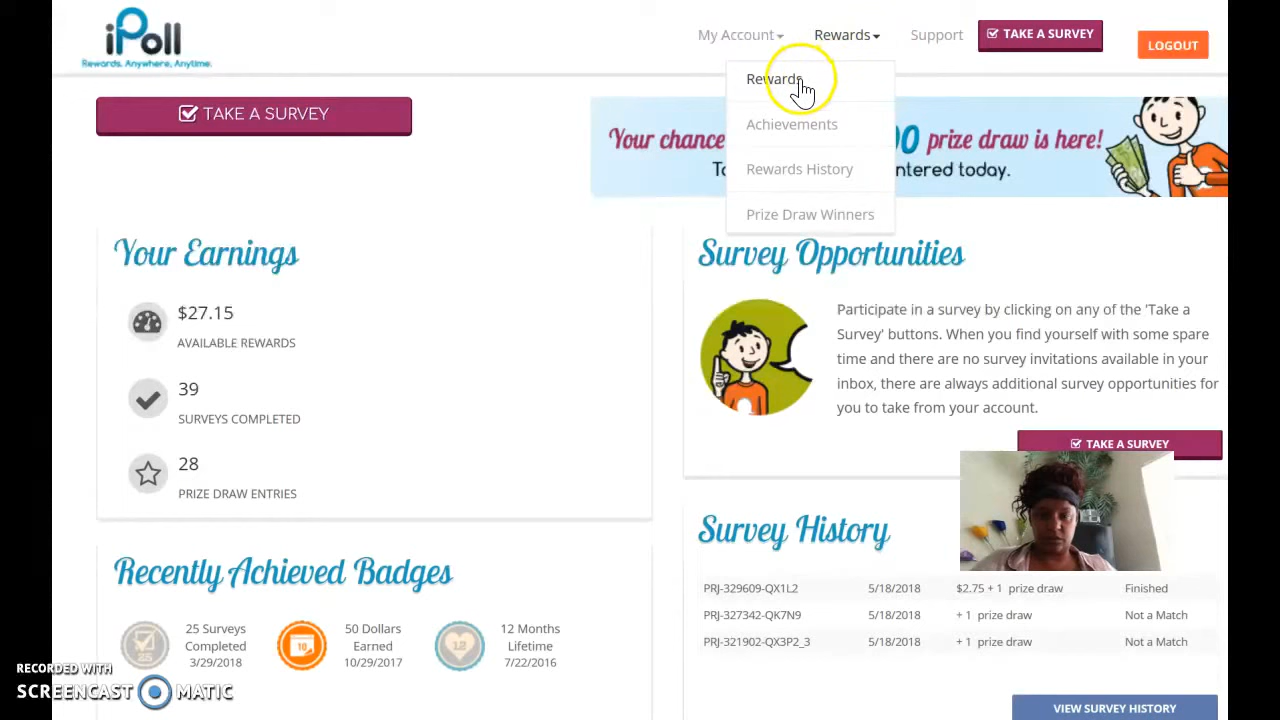 iPoll
Rewards. Anywhere, Anytime.
My Account
Rewards
Support
TAKE A SURVEY
LOGOUT
Rewards
Achievements
Rewards History
Prize Draw Winners
TAKE A SURVEY
Your chance
prize draw is here!
ntered today.
Your Earnings
$27.15
AVAILABLE REWARDS
39
SURVEYS COMPLETED
28
PRIZE DRAW ENTRIES
Survey Opportunities
Participate in a survey by clicking on any of the 'Take a
Survey' buttons. When you find yourself with some spare
time and there are no survey invitations available in your
inbox, there are always additional survey opportunities for
you to take from your account.
TAKE A SURVEY
Recently Achieved Badges
25 Surveys
Completed
3/29/2018
50 Dollars
Earned
10/29/2017
12 Months
Lifetime
7/22/2016
Survey History
PRJ-329609-QX1L2 5/18/2018 $2.75 + 1 prize draw Finished
PRJ-327342-QK7N9 5/18/2018 + 1 prize draw Not a Match
PRJ-321902-QX3P2_3 5/18/2018 + 1 prize draw Not a Match
VIEW SURVEY HISTORY
RECORDED WITH
SCREENCAST MATIC